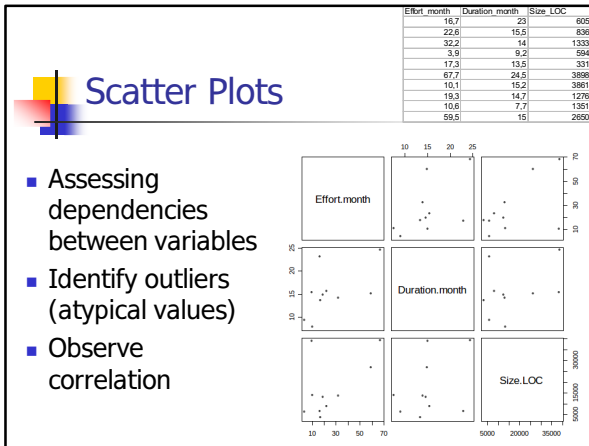 Effort_month Duration_month Size_LOC
16,7 23 605
22,6 15,5 836
32,2 14 1333
3,9 9,2 594
17,3 13,5 331
67,7 24,5 3898
10,1 15,2 3861
19,3 14,7 1276
10,6 7,7 1351
59,5 15 2650
Scatter Plots
Assessing
dependencies
between variables
Identify outliers
(atypical values)
Observe
correlation
10 15 20 25
Effort.month
10 30 50 70
10 15 20 25
Duration.month
Size.LOC
5000 15000 30000
10 30 50 70
5000 20000 35000